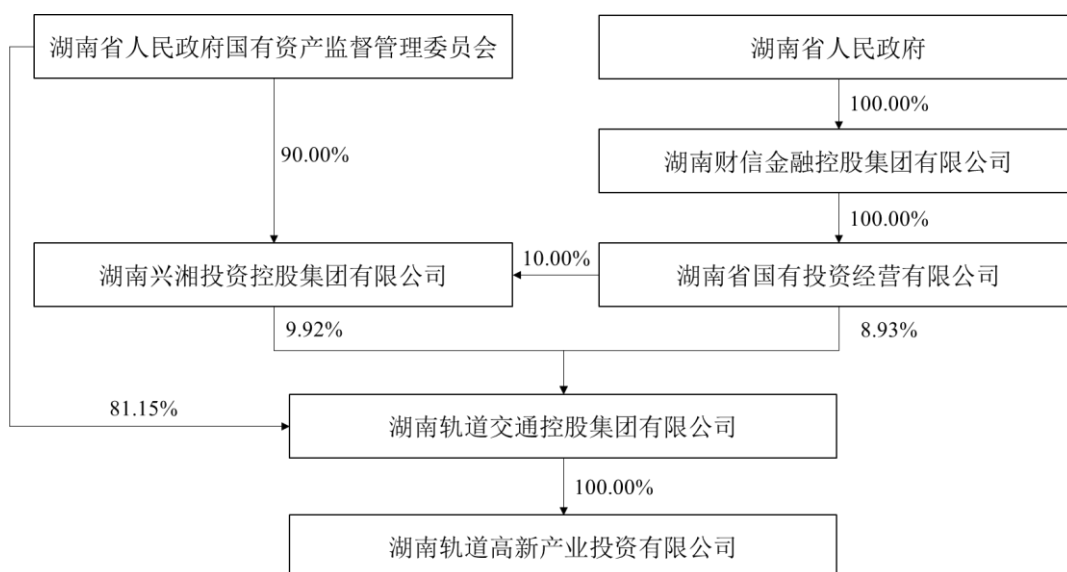 湖南省人民政府国有资产监督管理委员会
湖南省人民政府
100.00%
90.00%
湖南财信金融控股集团有限公司
100.00%
湖南兴湘投资控股集团有限公司
10.00%
湖南省国有投资经营有限公司
9.92%
8.93%
81.15%
湖南轨道交通控股集团有限公司
100.00%
湖南轨道高新产业投资有限公司